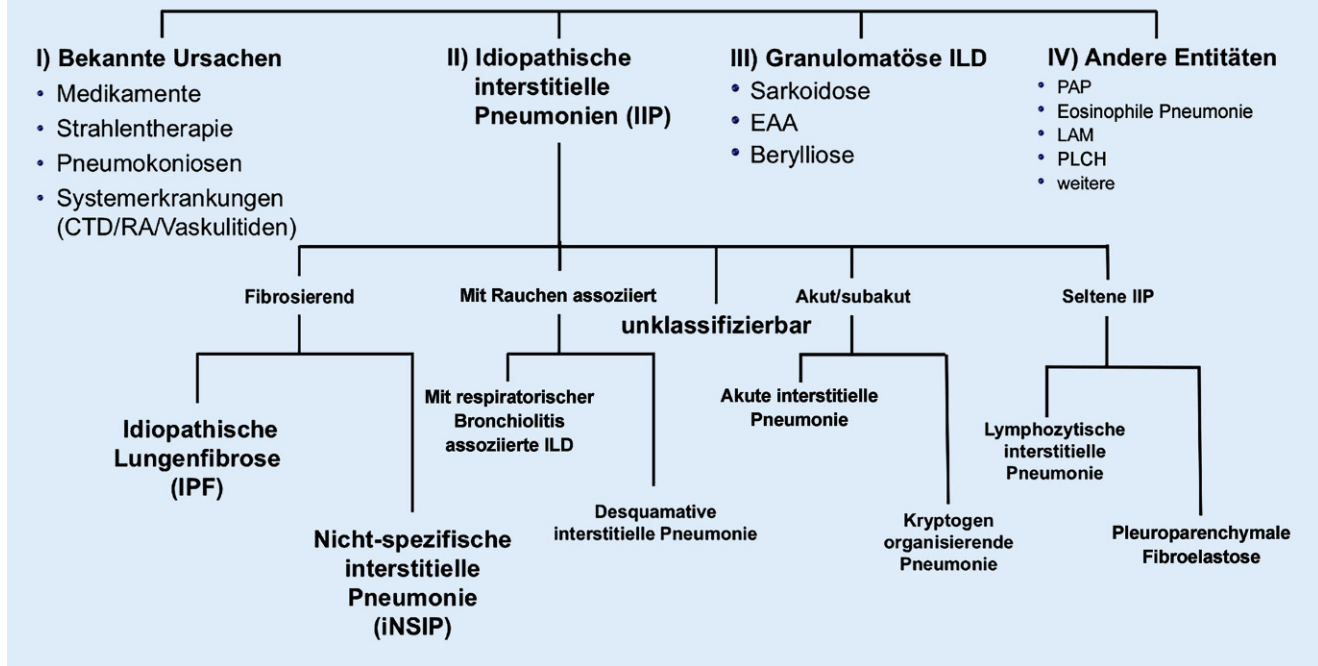 I) Bekannte Ursachen
• Medikamente
• Strahlentherapie
• Pneumokoniosen
• Systemerkrankungen
(CTD/RA/Vaskulitiden)
II) Idiopathische
interstitielle
Pneumonien (IIP)
III) Granulomatöse ILD
• Sarkoidose
• EAA
• Berylliose
IV) Andere Entitäten
• PAP
• Eosinophile Pneumonie
• LAM
• PLCH
• weitere
Fibrosierend
Mit Rauchen assoziiert
unklassifizierbar
Akut/subakut
Seltene IIP
Idiopathische
Lungenfibrose
(IPF)
Nicht-spezifische
interstitielle
Pneumonie
(iNSIP)
Mit respiratorischer
Bronchiolitis
assoziierte ILD
Desquamative
interstitielle Pneumonie
Akute interstitielle
Pneumonie
Kryptogen
organisierende
Pneumonie
Lymphozytische
interstitielle
Pneumonie
Pleuroparenchymale
Fibroelastose